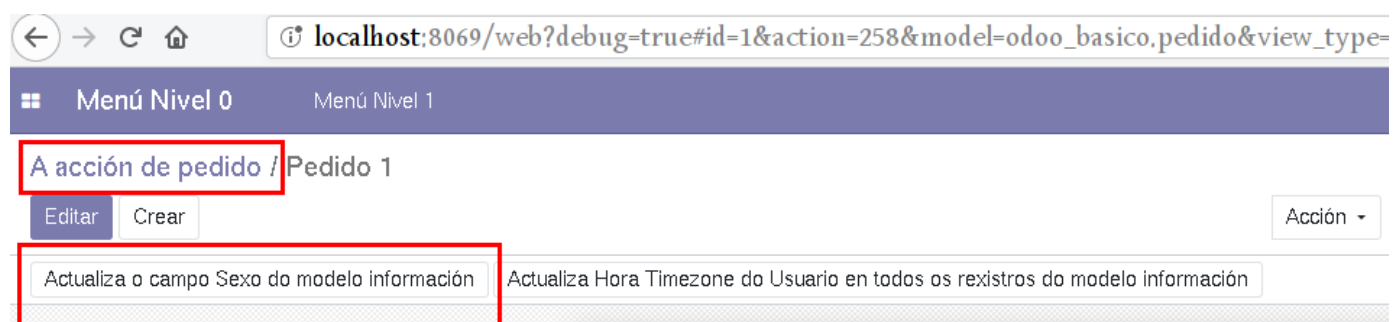 localhost:8069/web?debug=true#id=1&action=258&model=odoo_basico.pedido&view_type=
Menú Nivel 0 Menú Nivel 1
A acción de pedido / Pedido 1
Editar Crear Acción
Actualiza o campo Sexo do modelo información Actualiza Hora Timezone do Usuario en todos os rexistros do modelo información